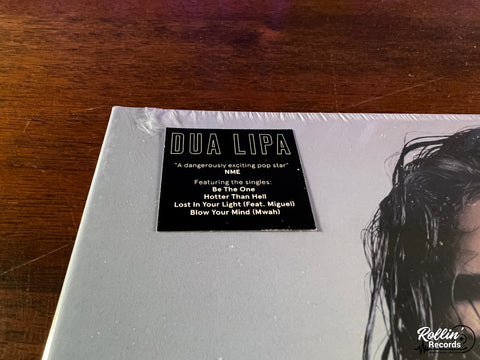 DUA LIPA
"A dangerously exciting pop star"
NME
Featuring the singles:
Be The One
Hotter Than Hell
Lost In Your Light (Feat. Miguel)
Blow Your Mind (Mwah)
Rollin'
Records